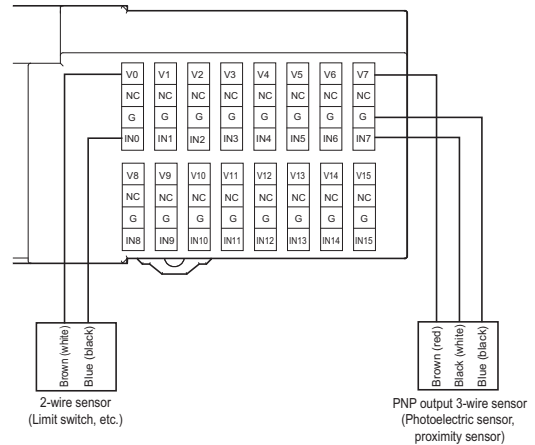 V0 V1 V2 V3 V4 V5 V6 V7
NC NC NC NC NC NC NC NC
G G G G G G G G
IN0 IN1 IN2 IN3 IN4 IN5 IN6 IN7
V8 V9 V10 V11 V12 V13 V14 V15
NC NC NC NC NC NC NC NC
G G G G G G G G
IN8 IN9 IN10 IN11 IN12 IN13 IN14 IN15
Brown (white)
Blue (black)
2-wire sensor
(Limit switch, etc.)
Brown (red)
Black (white)
Blue (black)
PNP output 3-wire sensor
(Photoelectric sensor,
proximity sensor)